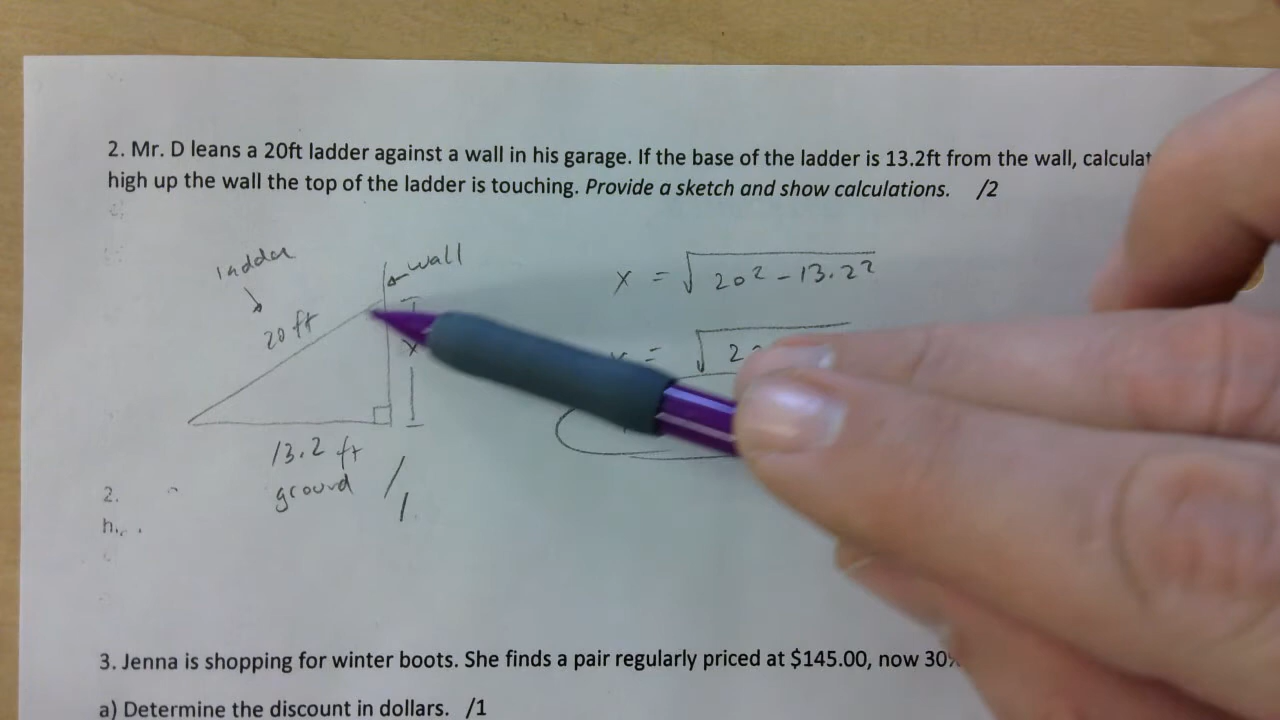 2. Mr. D leans a 20ft ladder against a wall in his garage. If the base of the ladder is 13.2ft from the wall, calculat
high up the wall the top of the ladder is touching. Provide a sketch and show calculations. /2
ladder
wall
20 ft
x
13.2 ft
ground
/1
x = √20² - 13.2²
= √2
2.
h
3. Jenna is shopping for winter boots. She finds a pair regularly priced at $145.00, now 30%
a) Determine the discount in dollars. /1